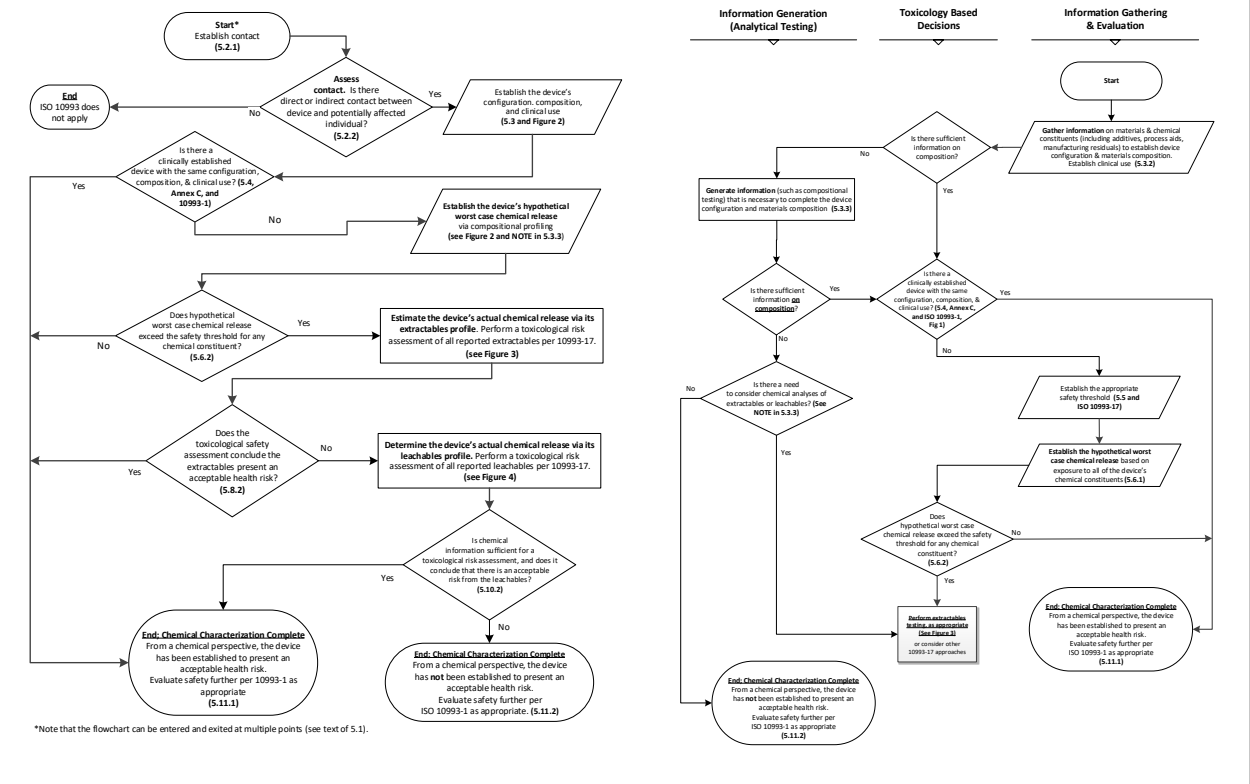 Start*
Establish contact
(5.2.1)
Assess
contact. Is there
direct or indirect contact between
device and potentially affected
individual?
(5.2.2)
Yes
No
End
ISO 10993 does
not apply
Establish the device's
configuration. composition,
and clinical use
(5.3 and Figure 2)
Is there a
clinically established
device with the same configuration,
composition, & clinical use? (5.4,
Annex C, and
10993-1)
Yes
No
Establish the device's hypothetical
worst case chemical release
via compositional profiling
(see Figure 2 and NOTE in 5.3.3)
Does hypothetical
worst case chemical release
exceed the safety threshold for any
chemical constituent?
(5.6.2)
Yes
No
Estimate the device's actual chemical release via its
extractables profile. Perform a toxicological risk
assessment of all reported extractables per 10993-17.
(see Figure 3)
Does the
toxicological safety
assessment conclude the
extractables present an
acceptable health risk?
(5.8.2)
No
Yes
Determine the device's actual chemical release via its
leachables profile. Perform a toxicological risk
assessment of all reported leachables per 10993-17.
(see Figure 4)
Is chemical
information sufficient for a
toxicological risk assessment, and does it
conclude that there is an acceptable
risk from the leachables?
(5.10.2)
Yes
No
End: Chemical Characterization Complete
From a chemical perspective, the device
has been established to present an
acceptable health risk.
Evaluate safety further per 10993-1 as
appropriate
(5.11.1)
End: Chemical Characterization Complete
From a chemical perspective, the device
has not been established to present an
acceptable health risk.
Evaluate safety further per
ISO 10993-1 as appropriate. (5.11.2)
*Note that the flowchart can be entered and exited at multiple points (see text of 5.1).
Information Generation
(Analytical Testing)
Toxicology Based
Decisions
Information Gathering
& Evaluation
Start
Gather information on materials & chemical
constituents (including additives, process aids,
manufacturing residuals) to establish device
configuration & materials composition.
Establish clinical use (5.3.2)
Is there sufficient
information on
composition?
No
Yes
Generate information (such as compositional
testing) that is necessary to complete the device
configuration and materials composition (5.3.3)
Is there sufficient
information on
composition?
Yes
No
Is there a
clinically established
device with the same
configuration, composition, &
clinical use? (5.4, Annex C,
and ISO 10993-1,
Fig 1)
Yes
No
Is there a need
to consider chemical analyses of
extractables or leachables? (See
NOTE in 5.3.3)
No
Yes
Establish the appropriate
safety threshold (5.5 and
ISO 10993-17)
Establish the hypothetical worst
case chemical release based on
exposure to all of the device's
chemical constituents (5.6.1)
Does
hypothetical worst case
chemical release exceed the safety
threshold for any chemical
constituent?
(5.6.2)
No
Yes
Perform extractables
testing, as appropriate
(See Figure 3)
or consider other
10993-17 approaches
End: Chemical Characterization Complete
From a chemical perspective, the device
has been established to present an
acceptable health risk.
Evaluate safety further per
ISO 10993-1 as appropriate
(5.11.1)
End: Chemical Characterization Complete
From a chemical perspective, the device
has not been established to present an
acceptable health risk.
Evaluate safety further per
ISO 10993-1 as appropriate
(5.11.2)